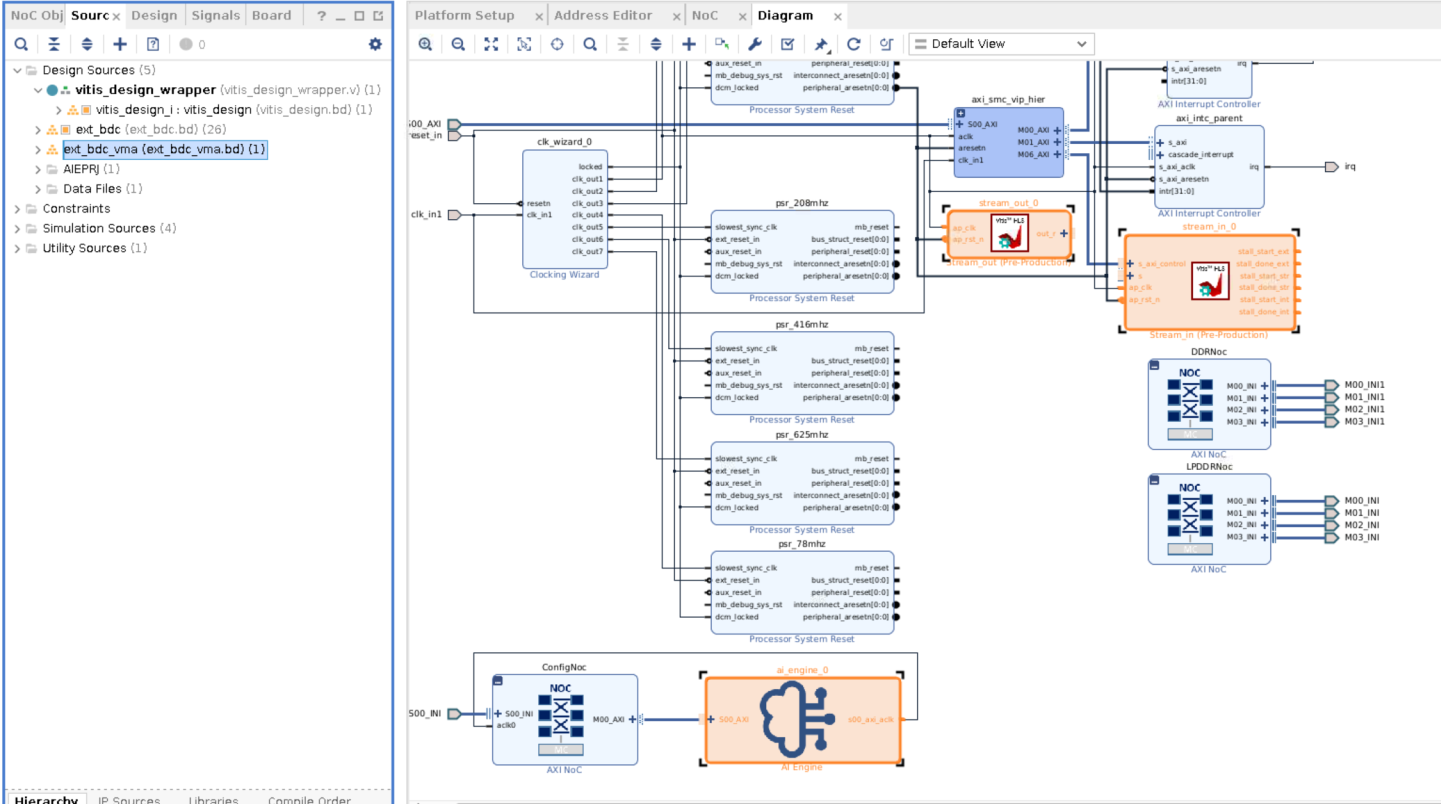 NoC Obj Sourc × Design Signals Board ? _
0
Design Sources (5)
vitis_design_wrapper (vitis_design_wrapper.v) (1)
vitis_design_i : vitis_design (vitis_design.bd) (1)
ext_bdc (ext_bdc.bd) (26)
ext_bdc_vma (ext_bdc_vma.bd) (1)
AIEPRJ (1)
Data Files (1)
Constraints
Simulation Sources (4)
Utility Sources (1)
Hierarchy IP Sources Libraries Compile Order
Platform Setup × Address Editor × NoC × Diagram ×
Default View
aux_reset_in peripheral_reset[0:0]
mb_debug_sys_rst interconnect_aresetn[0:0]
dcm_locked peripheral_aresetn[0:0]
Processor System Reset
S00_AXI
reset_in
clk_in1
clk_wizard_0
locked
clk_out1
clk_out2
resetn clk_out3
clk_in1 clk_out4
clk_out5
clk_out6
clk_out7
Clocking Wizard
psr_208mhz
slowest_sync_clk mb_reset
ext_reset_in bus_struct_reset[0:0]
aux_reset_in peripheral_reset[0:0]
mb_debug_sys_rst interconnect_aresetn[0:0]
dcm_locked peripheral_aresetn[0:0]
Processor System Reset
psr_416mhz
slowest_sync_clk mb_reset
ext_reset_in bus_struct_reset[0:0]
aux_reset_in peripheral_reset[0:0]
mb_debug_sys_rst interconnect_aresetn[0:0]
dcm_locked peripheral_aresetn[0:0]
Processor System Reset
psr_625mhz
slowest_sync_clk mb_reset
ext_reset_in bus_struct_reset[0:0]
aux_reset_in peripheral_reset[0:0]
mb_debug_sys_rst interconnect_aresetn[0:0]
dcm_locked peripheral_aresetn[0:0]
Processor System Reset
psr_78mhz
slowest_sync_clk mb_reset
ext_reset_in bus_struct_reset[0:0]
aux_reset_in peripheral_reset[0:0]
mb_debug_sys_rst interconnect_aresetn[0:0]
dcm_locked peripheral_aresetn[0:0]
Processor System Reset
axi_smc_vip_hier
S00_AXI M00_AXI
aclk M01_AXI
aresetn M06_AXI
clk_in1
stream_out_0
ap_clk out_r
ap_rst_n
Vitis™ HLS
Stream_out (Pre-Production)
s_axi_aresetn irq
intr[31:0]
AXI Interrupt Controller
axi_intc_parent
s_axi
cascade_interrupt
s_axi_aclk irq
s_axi_aresetn
intr[31:0]
AXI Interrupt Controller
irq
stream_in_0
stall_start_ext
s_axi_control stall_done_ext
s stall_start_str
ap_clk stall_done_str
ap_rst_n stall_start_int
stall_done_int
Vitis™ HLS
Stream_in (Pre-Production)
DDRNoc
NOC
MC
M00_INI M00_INI1
M01_INI M01_INI1
M02_INI M02_INI1
M03_INI M03_INI1
AXI NoC
LPDDRNoc
NOC
MC
M00_INI M00_INI
M01_INI M01_INI
M02_INI M02_INI
M03_INI M03_INI
AXI NoC
ConfigNoc
NOC
MC
S00_INI S00_INI M00_AXI
aclk0
AXI NoC
ai_engine_0
S00_AXI s00_axi_aclk
AI Engine